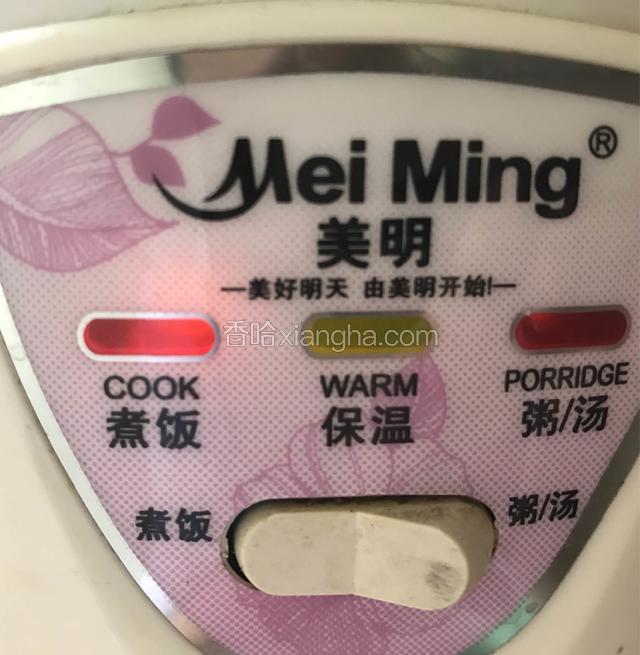 Mei Ming®
美明
—美好明天 由美明开始!—
香哈xiangha.com
COOK WARM PORRIDGE
煮饭 保温 粥/汤
煮饭 粥/汤